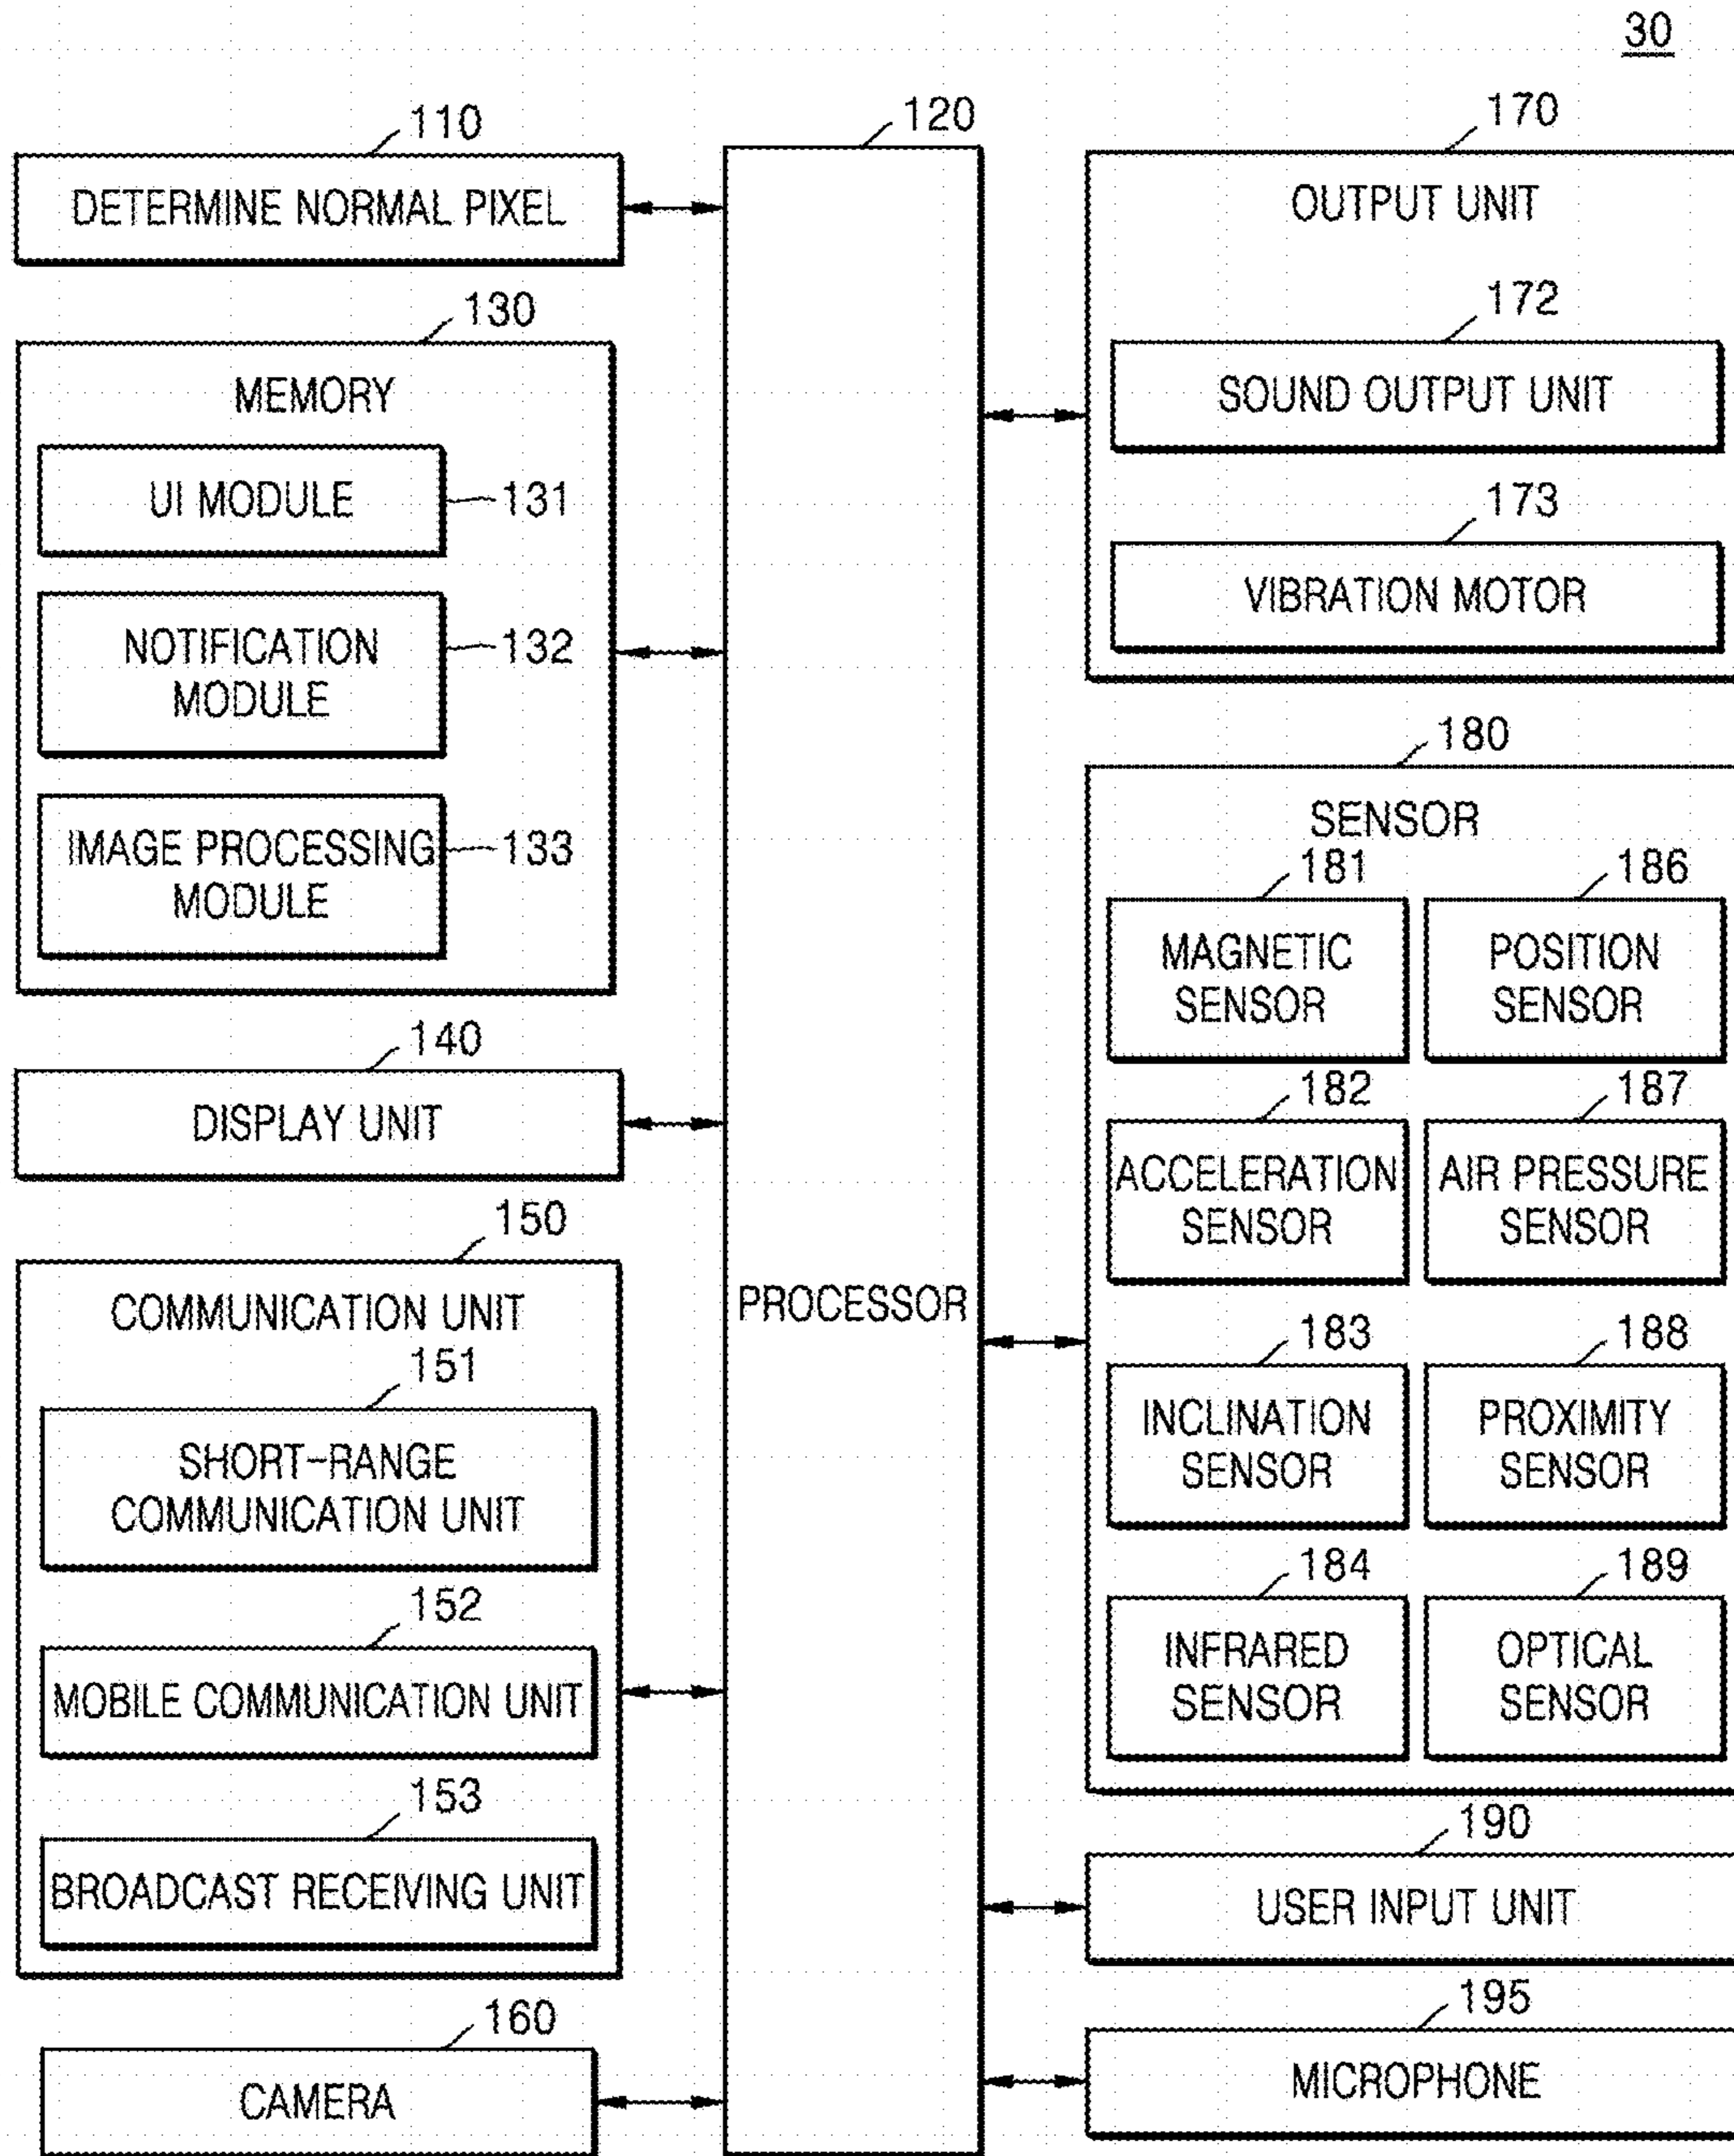 30
110
DETERMINE NORMAL PIXEL
130
MEMORY
UI MODULE
131
NOTIFICATION
MODULE
132
IMAGE PROCESSING
MODULE
133
140
DISPLAY UNIT
150
COMMUNICATION UNIT
151
SHORT-RANGE
COMMUNICATION UNIT
152
MOBILE COMMUNICATION UNIT
153
BROADCAST RECEIVING UNIT
160
CAMERA
120
PROCESSOR
170
OUTPUT UNIT
172
SOUND OUTPUT UNIT
173
VIBRATION MOTOR
180
SENSOR
181
MAGNETIC
SENSOR
186
POSITION
SENSOR
182
ACCELERATION
SENSOR
187
AIR PRESSURE
SENSOR
183
INCLINATION
SENSOR
188
PROXIMITY
SENSOR
184
INFRARED
SENSOR
189
OPTICAL
SENSOR
190
USER INPUT UNIT
195
MICROPHONE